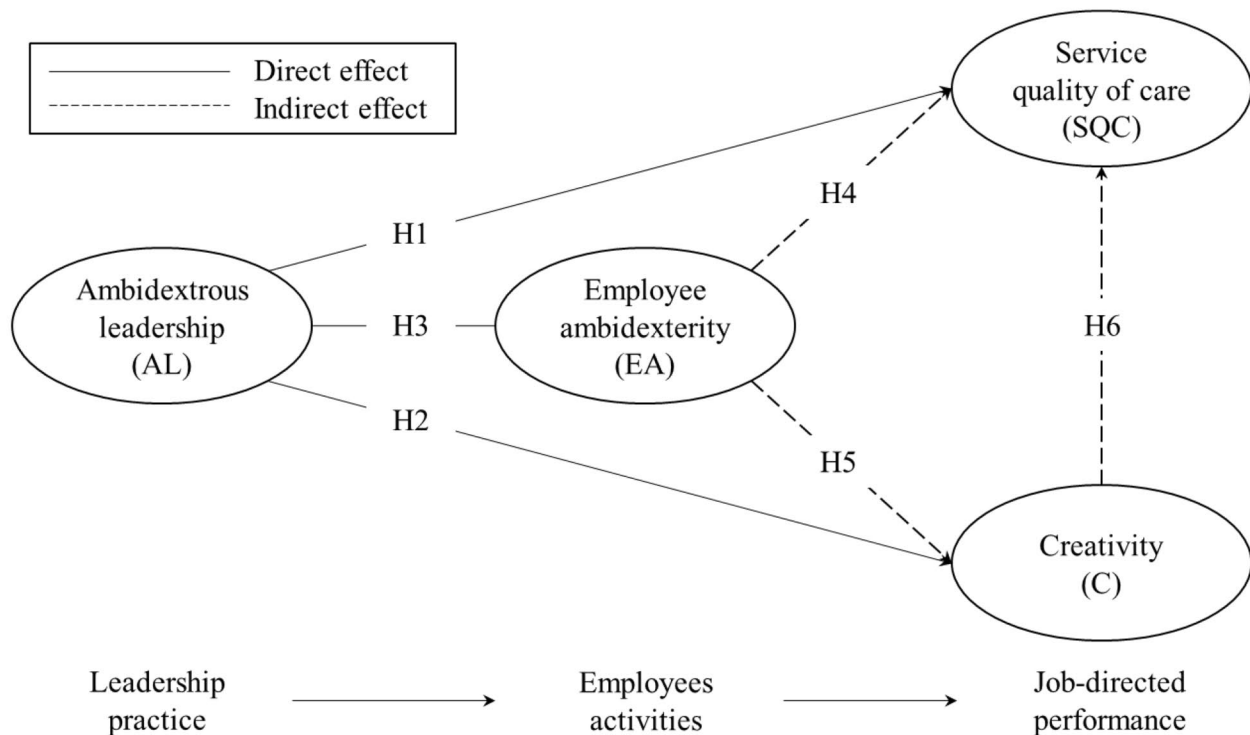 Direct effect
Indirect effect
Service
quality of care
(SQC)
H1
H4
Ambidextrous
leadership
(AL)
H3
Employee
ambidexterity
(EA)
H6
H2
H5
Creativity
(C)
Leadership
practice
Employees
activities
Job-directed
performance